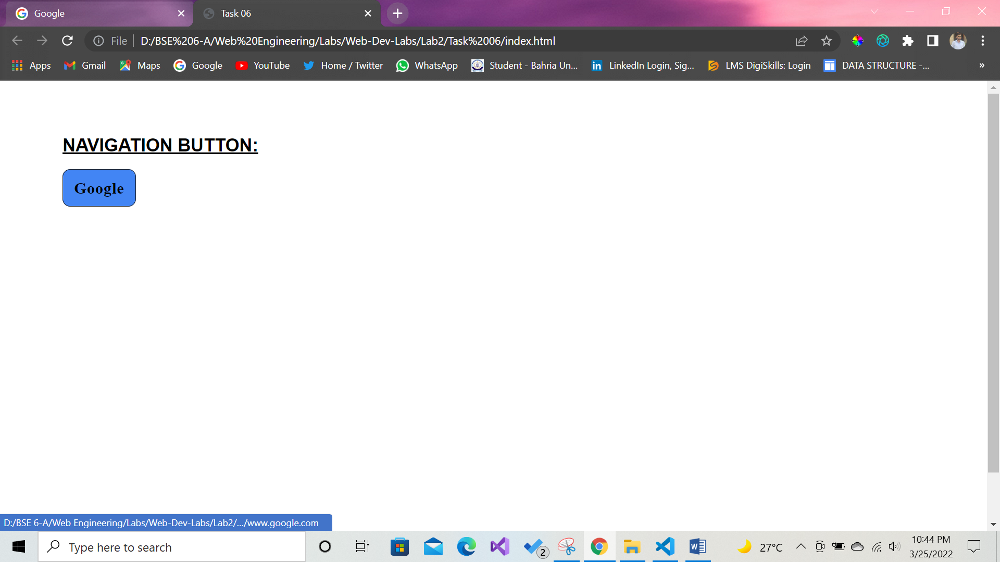 Google
Task 06
File
D:/BSE%206-A/Web%20Engineering/Labs/Web-Dev-Labs/Lab2/Task%2006/index.html
Apps
Gmail
Maps
Google
YouTube
Home / Twitter
WhatsApp
Student - Bahria Un...
LinkedIn Login, Sig...
LMS DigiSkills: Login
DATA STRUCTURE -...
»
NAVIGATION BUTTON:
Google
D:/BSE 6-A/Web Engineering/Labs/Web-Dev-Labs/Lab2/.../www.google.com
Type here to search
2
27°C
10:44 PM
3/25/2022